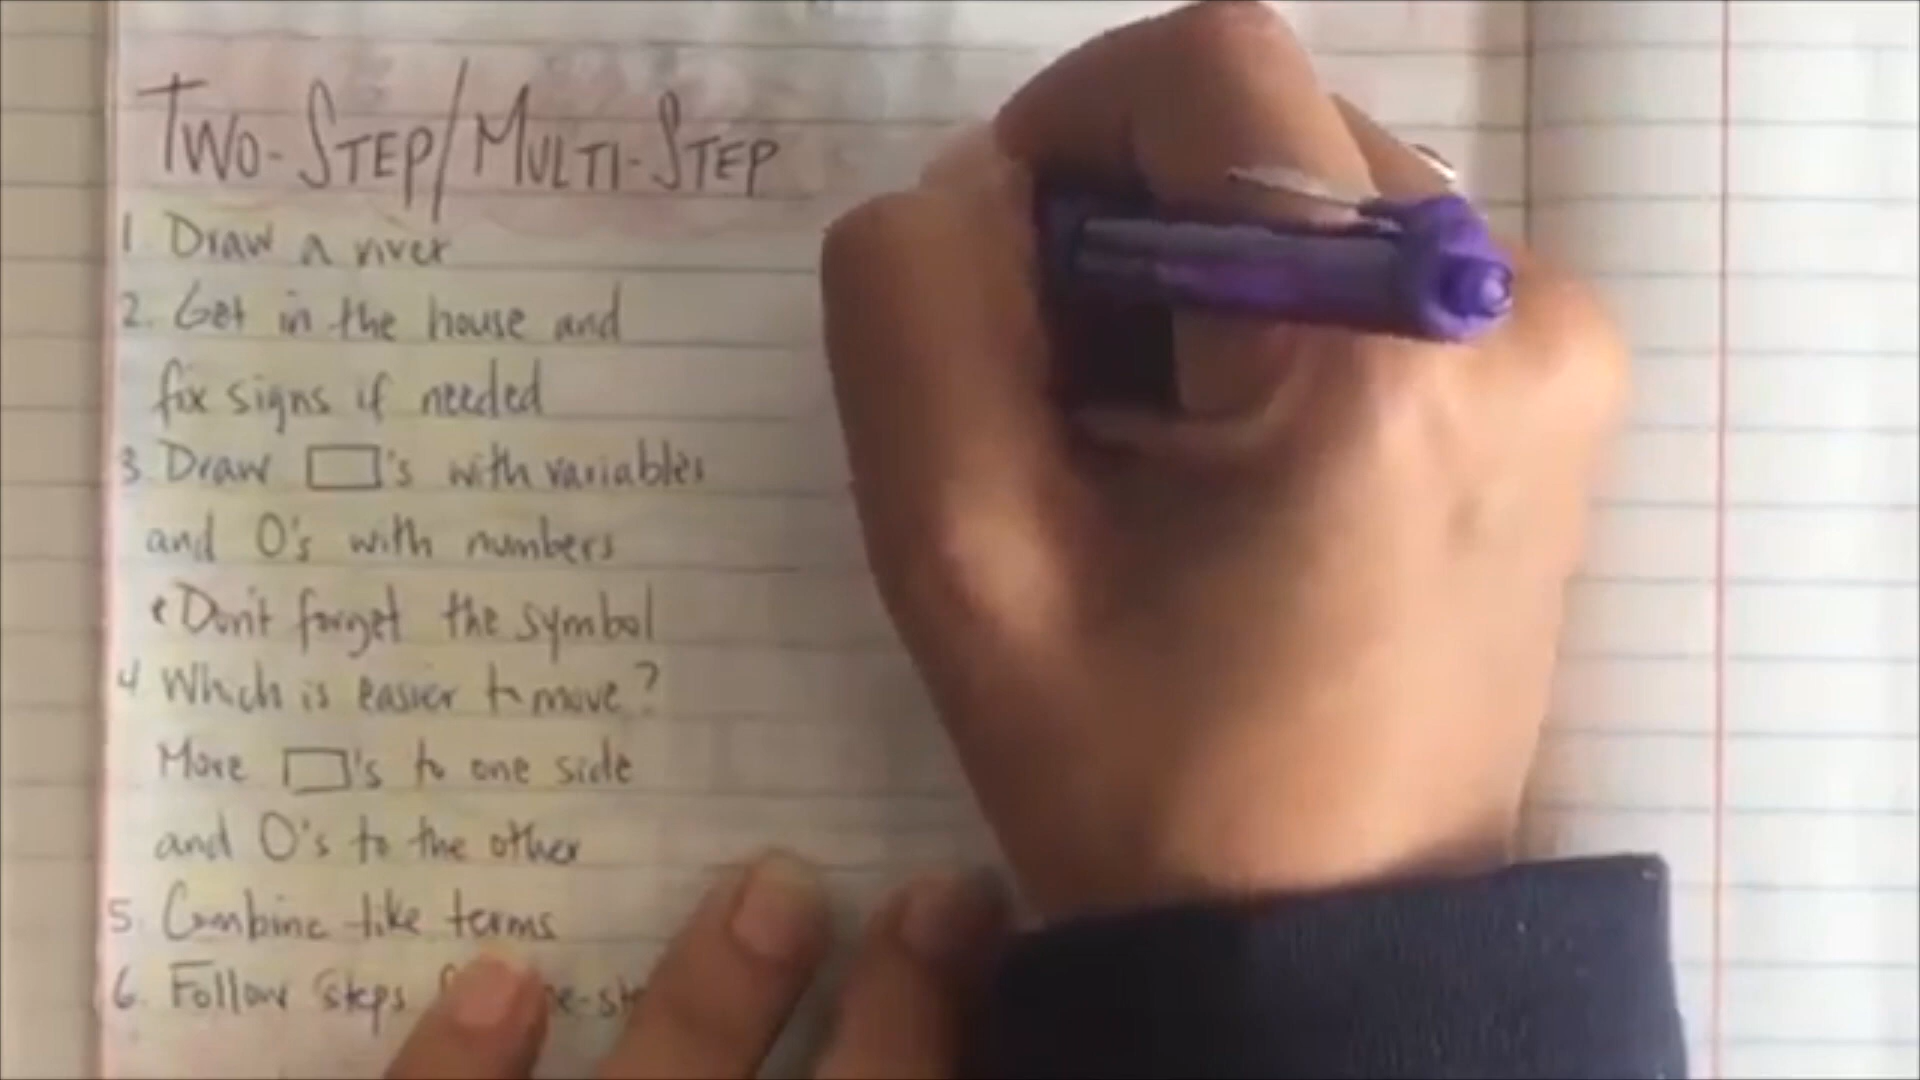 TWO-STEP/MULTI-STEP
1. Draw a river
2. Get in the house and
fix signs if needed
3. Draw □'s with variables
and O's with numbers
Don't forget the symbol
4 Which is easier to move?
Move □'s to one side
and O's to the other
5. Combine like terms
6. Follow steps